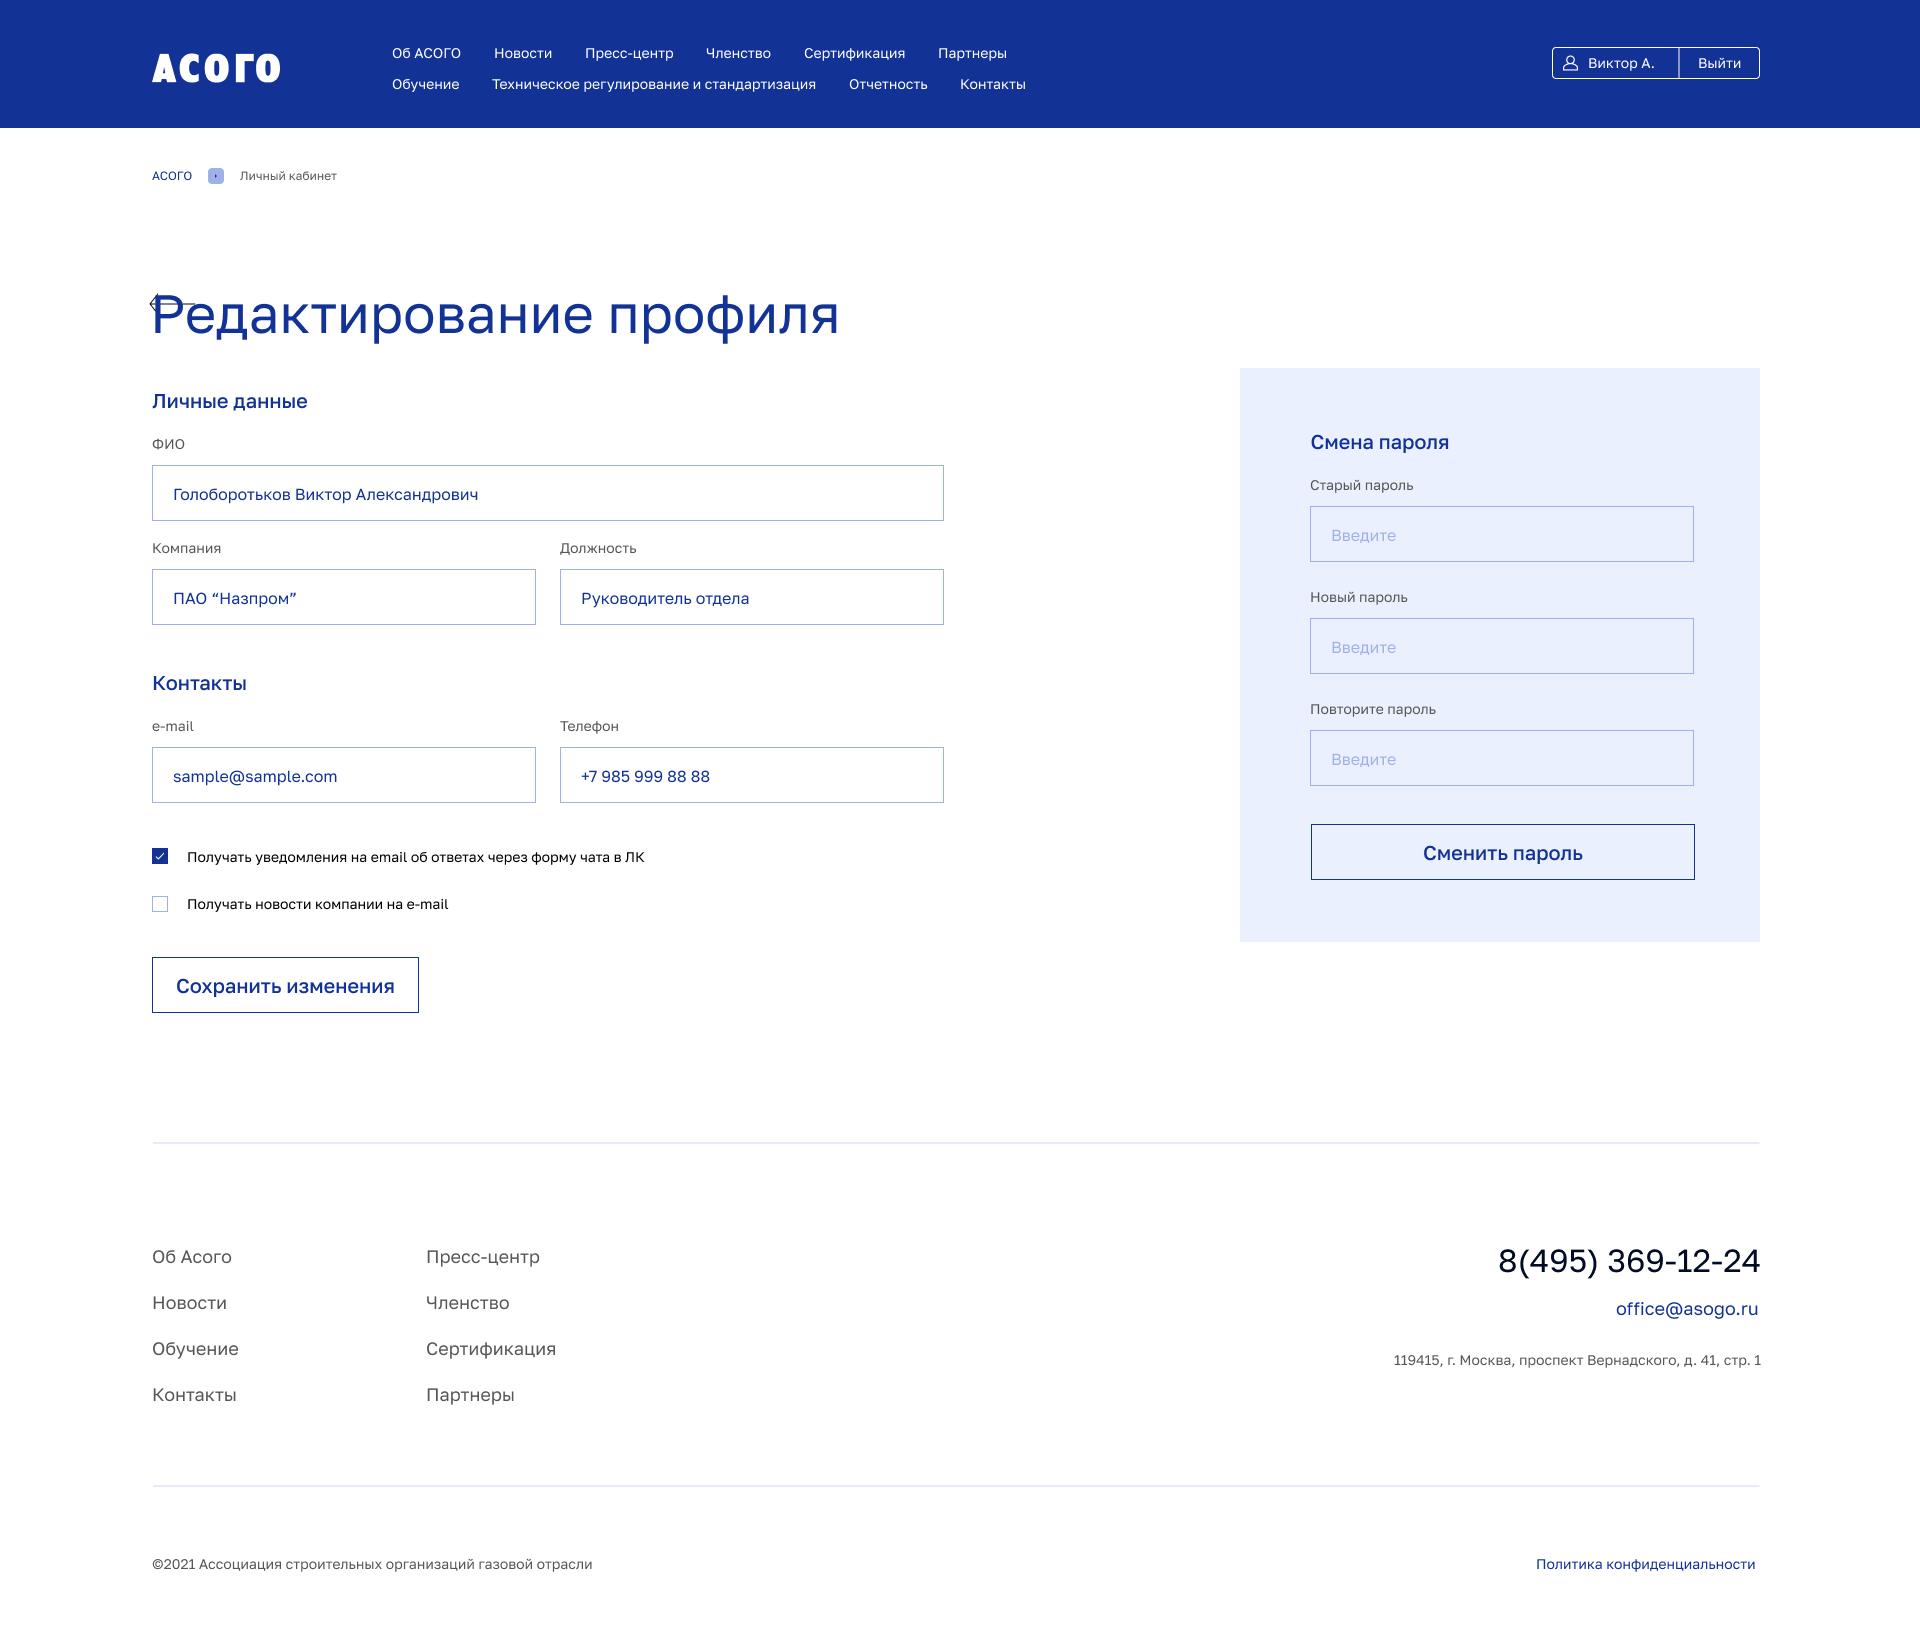 АСОГО
Об АСОГО Новости Пресс-центр Членство Сертификация Партнеры
Обучение Техническое регулирование и стандартизация Отчетность Контакты
Виктор А. Выйти
АСОГО Личный кабинет
Редактирование профиля
Личные данные
ФИО
Голоборотьков Виктор Александрович
Компания Должность
ПАО “Назпром” Руководитель отдела
Контакты
e-mail Телефон
sample@sample.com +7 985 999 88 88
Получать уведомления на email об ответах через форму чата в ЛК
Получать новости компании на e-mail
Сохранить изменения
Смена пароля
Старый пароль
Введите
Новый пароль
Введите
Повторите пароль
Введите
Сменить пароль
Об Асого Пресс-центр
Новости Членство
Обучение Сертификация
Контакты Партнеры
8(495) 369-12-24
office@asogo.ru
119415, г. Москва, проспект Вернадского, д. 41, стр. 1
©2021 Ассоциация строительных организаций газовой отрасли
Политика конфиденциальности